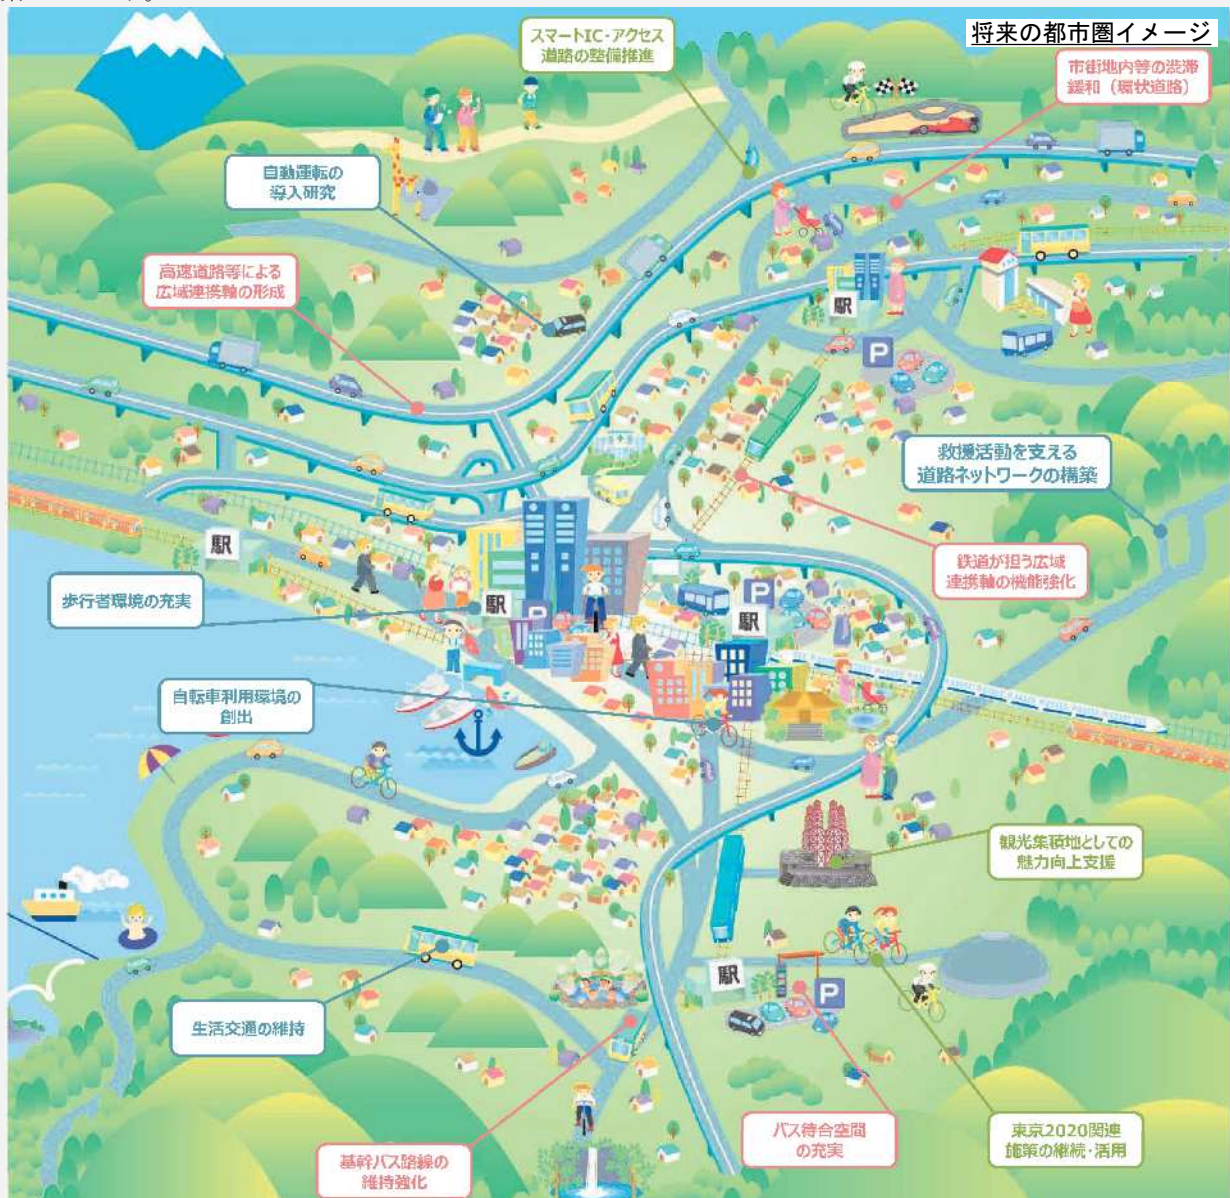 将来の都市圏イメージ
スマートIC・アクセス
道路の整備推進
市街地内等の渋滞
緩和（環状道路）
自動運転の
導入研究
高速道路等による
広域連携軸の形成
駅
P
救援活動を支える
道路ネットワークの構築
鉄道が担う広域
連携軸の機能強化
駅
歩行者環境の充実
駅
P
P
駅
自転車利用環境の
創出
観光集積地としての
魅力向上支援
駅
P
生活交通の維持
基幹バス路線の
維持強化
バス待合空間
の充実
東京2020関連
施策の継続・活用